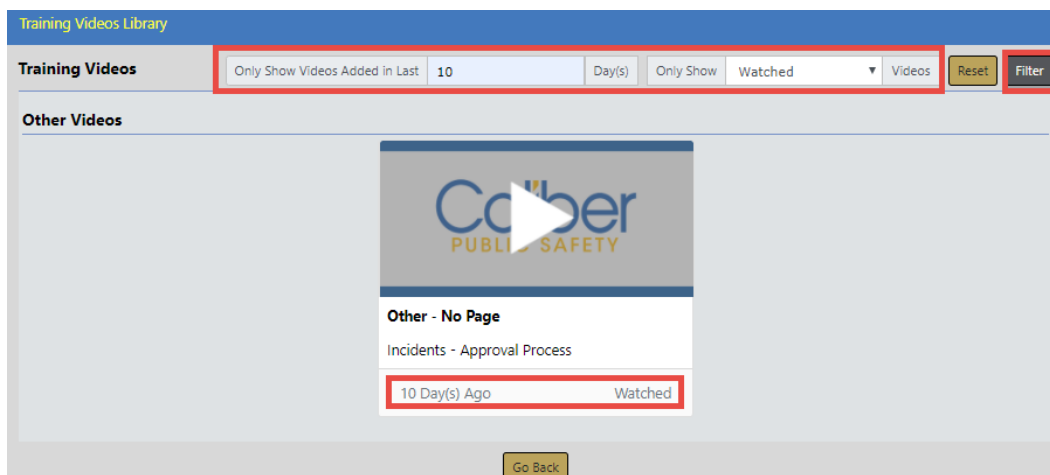 Training Videos Library
Training Videos Only Show Videos Added in Last 10 Day(s) Only Show Watched Videos Reset Filter
Other Videos
Caliber
PUBLIC SAFETY
Other - No Page
Incidents - Approval Process
10 Day(s) Ago Watched
Go Back